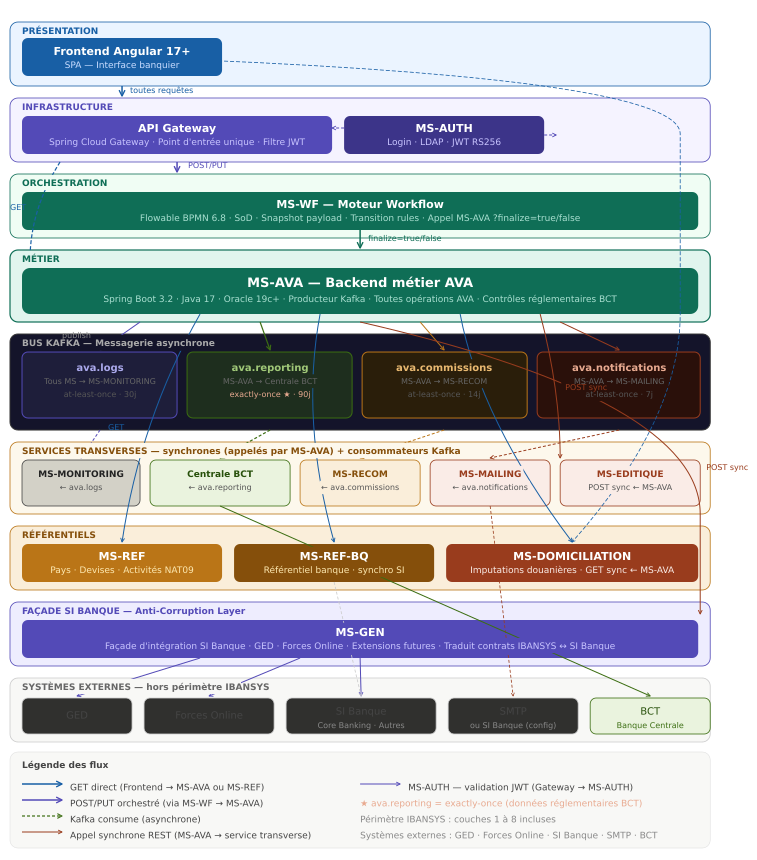 PRÉSENTATION
Frontend Angular 17+
SPA — Interface banquier
toutes requêtes
INFRASTRUCTURE
API Gateway
Spring Cloud Gateway · Point d'entrée unique · Filtre JWT
MS-AUTH
Login · LDAP · JWT RS256
POST/PUT
ORCHESTRATION
GET
MS-WF — Moteur Workflow
Flowable BPMN 6.8 · SoD · Snapshot payload · Transition rules · Appel MS-AVA ?finalize=true/false
finalize=true/false
MÉTIER
MS-AVA — Backend métier AVA
Spring Boot 3.2 · Java 17 · Oracle 19c+ · Producteur Kafka · Toutes opérations AVA · Contrôles réglementaires BCT
publish
BUS KAFKA — Messagerie asynchrone
ava.logs
Tous MS → MS-MONITORING
at-least-once · 30j
ava.reporting
MS-AVA → Centrale BCT
exactly-once ★ · 90j
ava.commissions
MS-AVA → MS-RECOM
at-least-once · 14j
ava.notifications
MS-AVA → MS-MAILING
at-least-once · 7j
POST sync
GET
SERVICES TRANSVERSES — synchrones (appelés par MS-AVA) + consommateurs Kafka
MS-MONITORING
← ava.logs
Centrale BCT
← ava.reporting
MS-RECOM
← ava.commissions
MS-MAILING
← ava.notifications
MS-EDITIQUE
POST sync ← MS-AVA
POST sync
RÉFÉRENTIELS
MS-REF
Pays · Devises · Activités NAT09
MS-REF-BQ
Référentiel banque · synchro SI
MS-DOMICILIATION
Imputations douanières · GET sync ← MS-AVA
FAÇADE SI BANQUE — Anti-Corruption Layer
MS-GEN
Façade d'intégration SI Banque · GED · Forces Online · Extensions futures · Traduit contrats IBANSYS ↔ SI Banque
SYSTÈMES EXTERNES — hors périmètre IBANSYS
GED
Forces Online
SI Banque
Core Banking · Autres
SMTP
ou SI Banque (config)
BCT
Banque Centrale
Légende des flux
GET direct (Frontend → MS-AVA ou MS-REF)
POST/PUT orchestré (via MS-WF → MS-AVA)
Kafka consume (asynchrone)
Appel synchrone REST (MS-AVA → service transverse)
MS-AUTH — validation JWT (Gateway → MS-AUTH)
★ ava.reporting = exactly-once (données réglementaires BCT)
Périmètre IBANSYS : couches 1 à 8 incluses
Systèmes externes : GED · Forces Online · SI Banque · SMTP · BCT